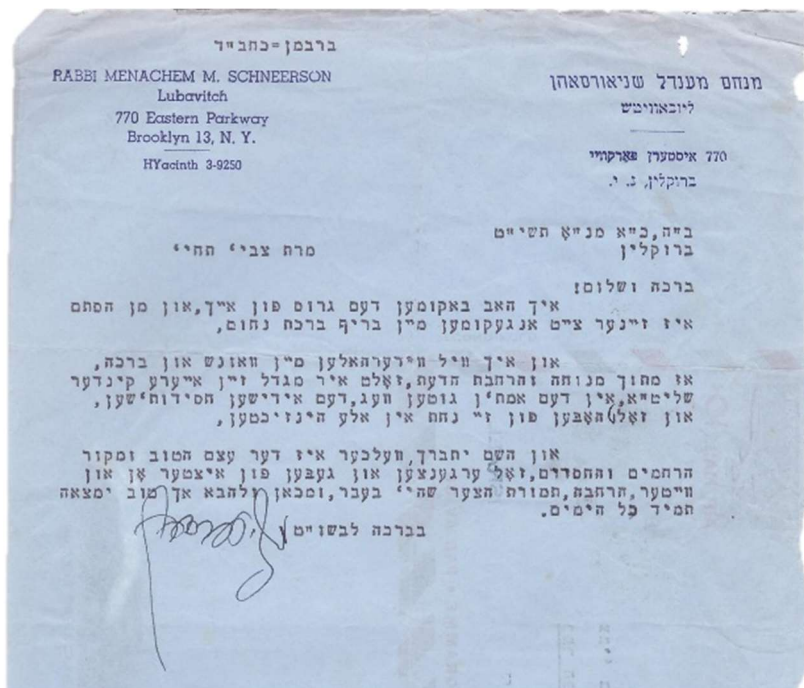 ברבמן=כחב״ד
RABBI MENACHEM M. SCHNEERSON
Lubavitch
770 Eastern Parkway
Brooklyn 13, N. Y.
HYacinth 3-9250
מנחם מענדל שניאורסאהן
ליובאוויטש
770 איסטערן פארקוויי
ברוקלין, נ. י.
ב״ה,כ״א מנ״א תשי״ט
ברוקלין
מרת צבי׳ תחי׳
ברכה ושלום!
איך האב באקומען דעם גרוס פון אייך,און מן הסתם
איז זיינער צייט אנגעקומען מיין בריף ברכת נחום,
און איך וויל ווידערהאלען מיין וואונש און ברכה,
אז מתוך מנוחה והרחבת הדעת,זאלט איר מגדל זיין אייערע קינדער
שליט״א,אין דעם אמת׳ן גוטען וועג,דעם אידישען חסידות׳שען,
און זאלט האבען פון זיי נחת אין אלע הינזיכטען,
און השם יתברך,וועלכער איז דער עצם הטוב ומקור
הרחמים והחסדים,זאל ערגענצען און געבען פון איצטער אן און
ווייטער,הרחבה,תמורת הצער שהי׳ בעבר,ומכאן ולהבא אך טוב ימצאה
תמיד כל הימים.
בברכה לבשו״ט